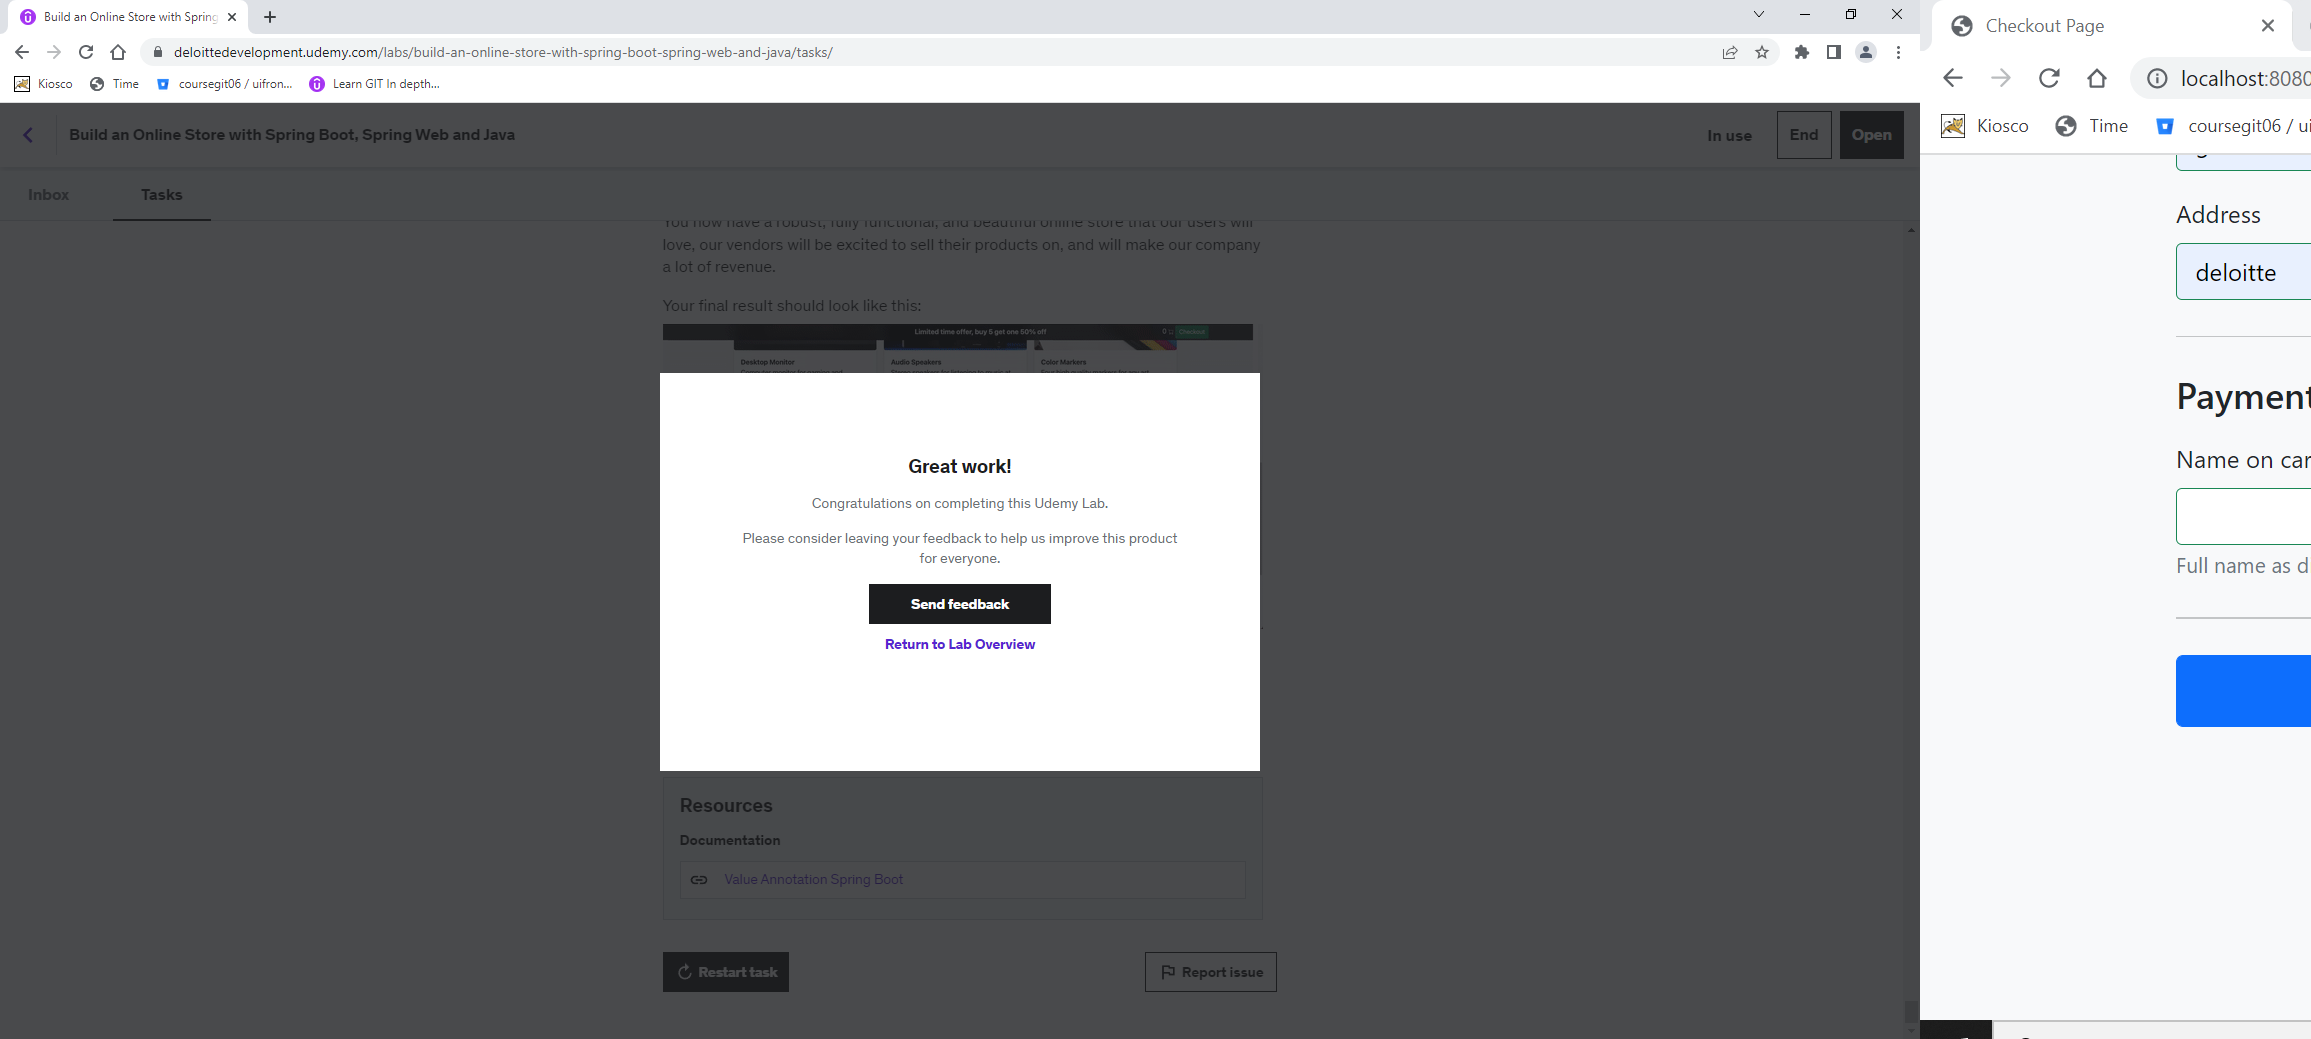 Build an Online Store with Spring
deloittedevelopment.udemy.com/labs/build-an-online-store-with-spring-boot-spring-web-and-java/tasks/
Kiosco Time coursegit06 / uifron... Learn GIT In depth...
Build an Online Store with Spring Boot, Spring Web and Java
In use End Open
Inbox Tasks
You now have a robust, fully functional, and beautiful online store that our users will
love, our vendors will be excited to sell their products on, and will make our company
a lot of revenue.
Your final result should look like this:
Limited time offer, buy 5 get one 50% off 0 Checkout
Desktop Monitor Audio Speakers Color Markers
Great work!
Congratulations on completing this Udemy Lab.
Please consider leaving your feedback to help us improve this product
for everyone.
Send feedback
Return to Lab Overview
Resources
Documentation
Value Annotation Spring Boot
Restart task Report issue
Checkout Page
localhost:8080
Kiosco Time coursegit06 / ui
Address
deloitte
Payment
Name on car
Full name as d